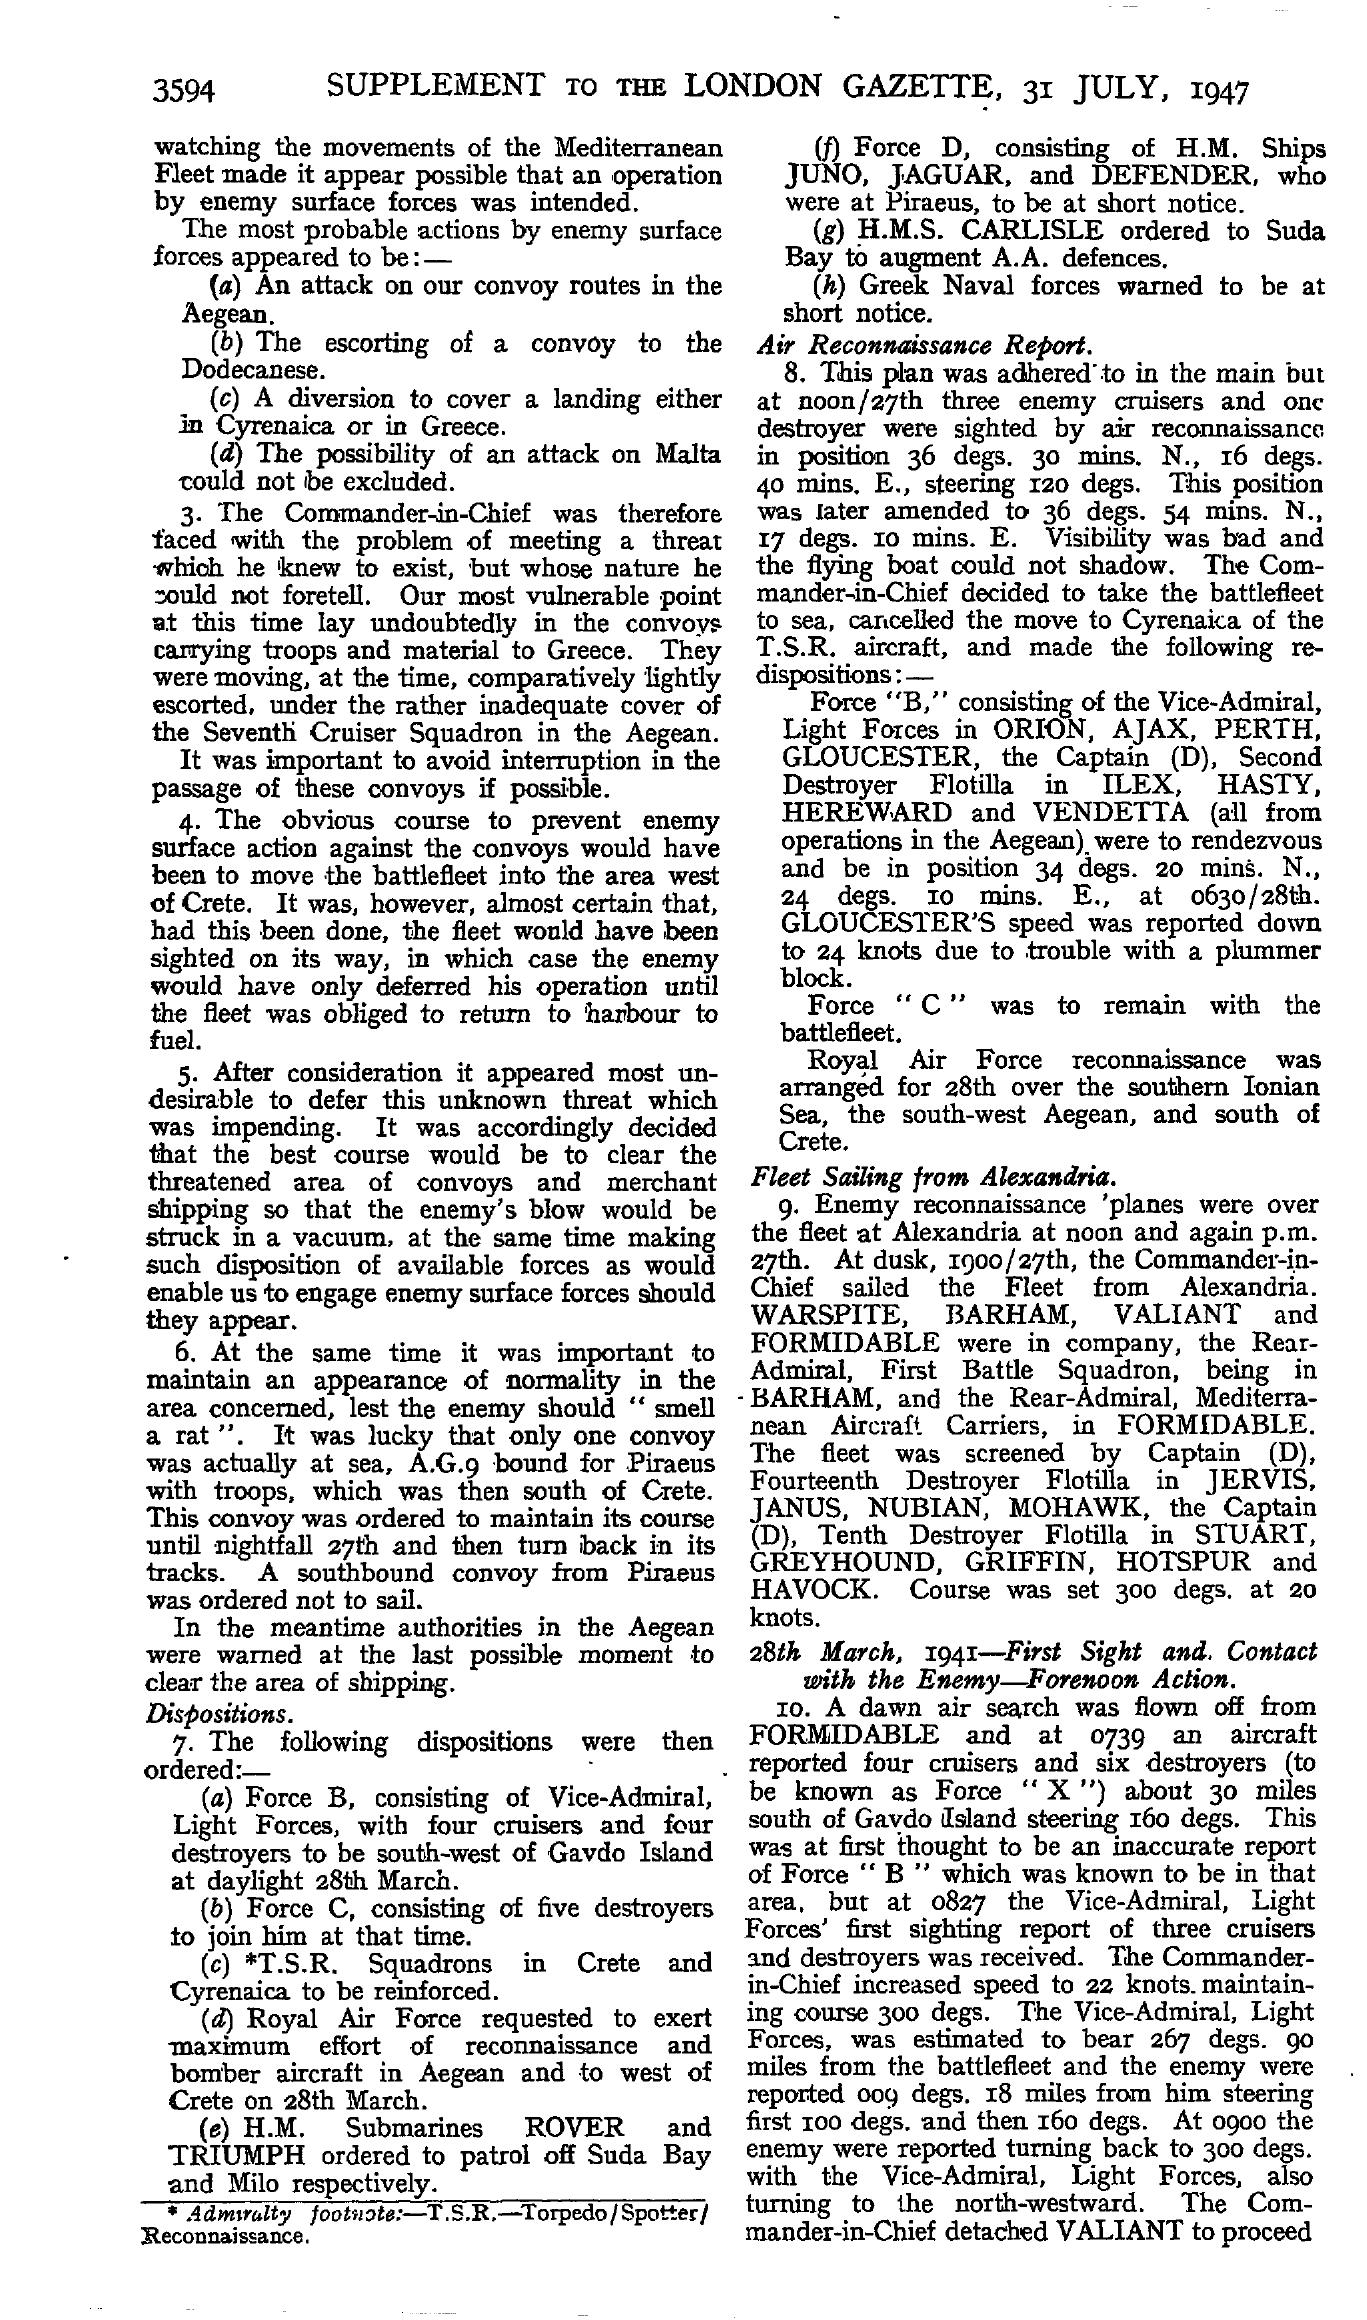 3594 SUPPLEMENT TO THE LONDON GAZETTE, 31 JULY, 1947
watching the movements of the Mediterranean
Fleet made it appear possible that an operation
by enemy surface forces was intended.
The most probable actions by enemy surface
forces appeared to be:—
(a) An attack on our convoy routes in the
Aegean.
(b) The escorting of a convoy to the
Dodecanese.
(c) A diversion to cover a landing either
in Cyrenaica or in Greece.
(d) The possibility of an attack on Malta
could not be excluded.
3. The Commander-in-Chief was therefore
faced with the problem of meeting a threat
which he knew to exist, but whose nature he
could not foretell. Our most vulnerable point
at this time lay undoubtedly in the convoys
carrying troops and material to Greece. They
were moving, at the time, comparatively lightly
escorted, under the rather inadequate cover of
the Seventh Cruiser Squadron in the Aegean.
It was important to avoid interruption in the
passage of these convoys if possible.
4. The obvious course to prevent enemy
surface action against the convoys would have
been to move the battlefleet into the area west
of Crete. It was, however, almost certain that,
had this been done, the fleet would have been
sighted on its way, in which case the enemy
would have only deferred his operation until
the fleet was obliged to return to harbour to
fuel.
5. After consideration it appeared most un-
desirable to defer this unknown threat which
was impending. It was accordingly decided
that the best course would be to clear the
threatened area of convoys and merchant
shipping so that the enemy's blow would be
struck in a vacuum, at the same time making
such disposition of available forces as would
enable us to engage enemy surface forces should
they appear.
6. At the same time it was important to
maintain an appearance of normality in the
area concerned, lest the enemy should " smell
a rat ". It was lucky that only one convoy
was actually at sea, A.G.9 bound for Piraeus
with troops, which was then south of Crete.
This convoy was ordered to maintain its course
until nightfall 27th and then turn back in its
tracks. A southbound convoy from Piraeus
was ordered not to sail.
In the meantime authorities in the Aegean
were warned at the last possible moment to
clear the area of shipping.
Dispositions.
7. The following dispositions were then
ordered:—
(a) Force B, consisting of Vice-Admiral,
Light Forces, with four cruisers and four
destroyers to be south-west of Gavdo Island
at daylight 28th March.
(b) Force C, consisting of five destroyers
to join him at that time.
(c) *T.S.R. Squadrons in Crete and
Cyrenaica to be reinforced.
(d) Royal Air Force requested to exert
maximum effort of reconnaissance and
bomber aircraft in Aegean and to west of
Crete on 28th March.
(e) H.M. Submarines ROVER and
TRIUMPH ordered to patrol off Suda Bay
and Milo respectively.
* Admiralty footnote:—T.S.R.—Torpedo/Spotter/
Reconnaissance.
(f) Force D, consisting of H.M. Ships
JUNO, JAGUAR, and DEFENDER, who
were at Piraeus, to be at short notice.
(g) H.M.S. CARLISLE ordered to Suda
Bay to augment A.A. defences.
(h) Greek Naval forces warned to be at
short notice.
Air Reconnaissance Report.
8. This plan was adhered to in the main but
at noon/27th three enemy cruisers and one
destroyer were sighted by air reconnaissance
in position 36 degs. 30 mins. N., 16 degs.
40 mins. E., steering 120 degs. This position
was later amended to 36 degs. 54 mins. N.,
17 degs. 10 mins. E. Visibility was bad and
the flying boat could not shadow. The Com-
mander-in-Chief decided to take the battlefleet
to sea, cancelled the move to Cyrenaica of the
T.S.R. aircraft, and made the following re-
dispositions:—
Force "B," consisting of the Vice-Admiral,
Light Forces in ORION, AJAX, PERTH,
GLOUCESTER, the Captain (D), Second
Destroyer Flotilla in ILEX, HASTY,
HEREWARD and VENDETTA (all from
operations in the Aegean) were to rendezvous
and be in position 34 degs. 20 mins. N.,
24 degs. 10 mins. E., at 0630/28th.
GLOUCESTER'S speed was reported down
to 24 knots due to trouble with a plummer
block.
Force " C " was to remain with the
battlefleet.
Royal Air Force reconnaissance was
arranged for 28th over the southern Ionian
Sea, the south-west Aegean, and south of
Crete.
Fleet Sailing from Alexandria.
9. Enemy reconnaissance 'planes were over
the fleet at Alexandria at noon and again p.m.
27th. At dusk, 1900/27th, the Commander-in-
Chief sailed the Fleet from Alexandria.
WARSPITE, BARHAM, VALIANT and
FORMIDABLE were in company, the Rear-
Admiral, First Battle Squadron, being in
BARHAM, and the Rear-Admiral, Mediterra-
nean Aircraft Carriers, in FORMIDABLE.
The fleet was screened by Captain (D),
Fourteenth Destroyer Flotilla in JERVIS,
JANUS, NUBIAN, MOHAWK, the Captain
(D), Tenth Destroyer Flotilla in STUART,
GREYHOUND, GRIFFIN, HOTSPUR and
HAVOCK. Course was set 300 degs. at 20
knots.
28th March, 1941—First Sight and Contact
with the Enemy—Forenoon Action.
10. A dawn air search was flown off from
FORMIDABLE and at 0739 an aircraft
reported four cruisers and six destroyers (to
be known as Force " X ") about 30 miles
south of Gavdo Island steering 160 degs. This
was at first thought to be an inaccurate report
of Force " B " which was known to be in that
area, but at 0827 the Vice-Admiral, Light
Forces' first sighting report of three cruisers
and destroyers was received. The Commander-
in-Chief increased speed to 22 knots maintain-
ing course 300 degs. The Vice-Admiral, Light
Forces, was estimated to bear 267 degs. 90
miles from the battlefleet and the enemy were
reported 009 degs. 18 miles from him steering
first 100 degs. and then 160 degs. At 0900 the
enemy were reported turning back to 300 degs.
with the Vice-Admiral, Light Forces, also
turning to the north-westward. The Com-
mander-in-Chief detached VALIANT to proceed